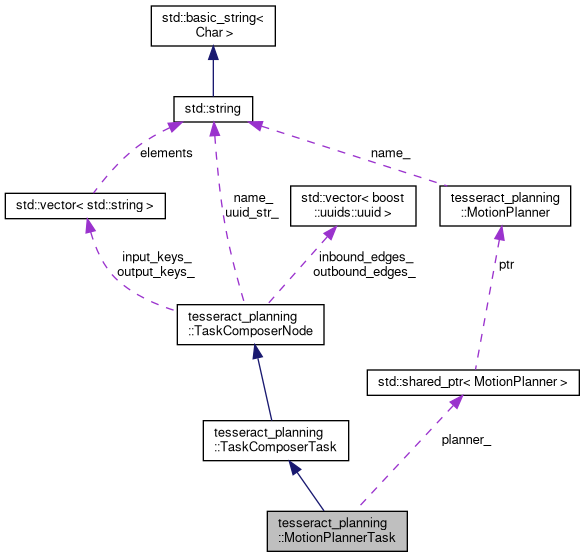 std::basic_string<
Char >
std::string
elements
name_
std::vector< std::string >
name_
uuid_str_
std::vector< boost
::uuids::uuid >
tesseract_planning
::MotionPlanner
input_keys_
output_keys_
inbound_edges_
outbound_edges_
ptr
tesseract_planning
::TaskComposerNode
std::shared_ptr< MotionPlanner >
tesseract_planning
::TaskComposerTask
planner_
tesseract_planning
::MotionPlannerTask